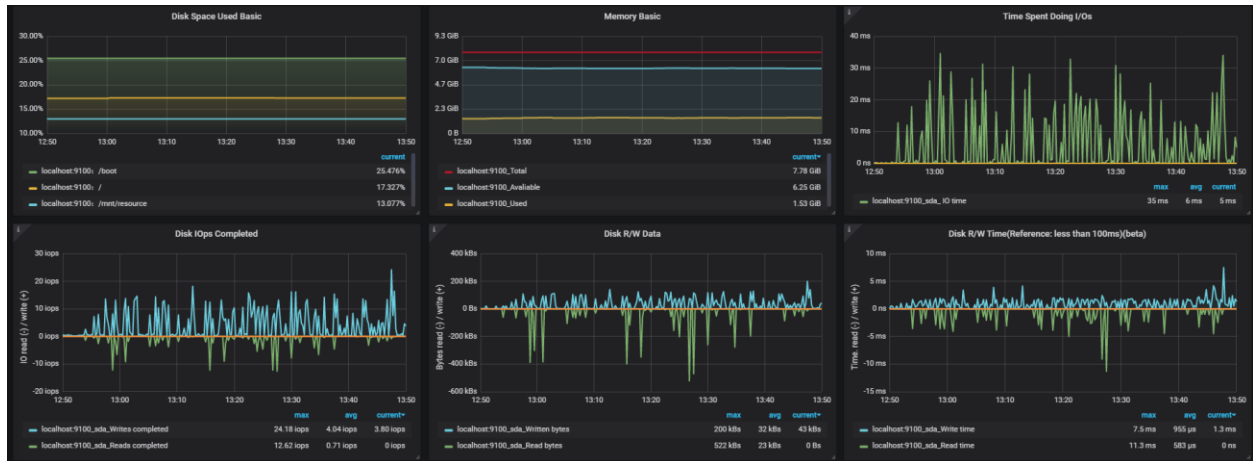 Disk Space Used Basic
30.00%
25.00%
20.00%
15.00%
10.00%
12:50 13:00 13:10 13:20 13:30 13:40 13:50
current
localhost:9100：/boot 25.476%
localhost:9100：/ 17.327%
localhost:9100：/mnt/resource 13.077%
Memory Basic
9.3 GiB
7.0 GiB
4.7 GiB
2.3 GiB
0 B
12:50 13:00 13:10 13:20 13:30 13:40 13:50
current
localhost:9100_Total 7.78 GiB
localhost:9100_Avaliable 6.25 GiB
localhost:9100_Used 1.53 GiB
i
Time Spent Doing I/Os
40 ms
30 ms
20 ms
10 ms
0 ns
12:50 13:00 13:10 13:20 13:30 13:40 13:50
max avg current
localhost:9100_sda_ IO time 35 ms 6 ms 5 ms
i
Disk IOps Completed
IO read (-) / write (+)
30 iops
20 iops
10 iops
0 iops
-10 iops
-20 iops
12:50 13:00 13:10 13:20 13:30 13:40 13:50
max avg current
localhost:9100_sda_Writes completed 24.18 iops 4.04 iops 3.80 iops
localhost:9100_sda_Reads completed 12.62 iops 0.71 iops 0 iops
i
Disk R/W Data
Bytes read (-) / write (+)
400 kBs
200 kBs
0 Bs
-200 kBs
-400 kBs
-600 kBs
12:50 13:00 13:10 13:20 13:30 13:40 13:50
max avg current
localhost:9100_sda_Written bytes 200 kBs 32 kBs 43 kBs
localhost:9100_sda_Read bytes 522 kBs 23 kBs 0 Bs
i
Disk R/W Time(Reference: less than 100ms)(beta)
Time. read (-) / write (+)
10 ms
5 ms
0 ms
-5 ms
-10 ms
-15 ms
12:50 13:00 13:10 13:20 13:30 13:40 13:50
max avg current
localhost:9100_sda_Write time 7.5 ms 955 µs 1.3 ms
localhost:9100_sda_Read time 11.3 ms 583 µs 0 ns